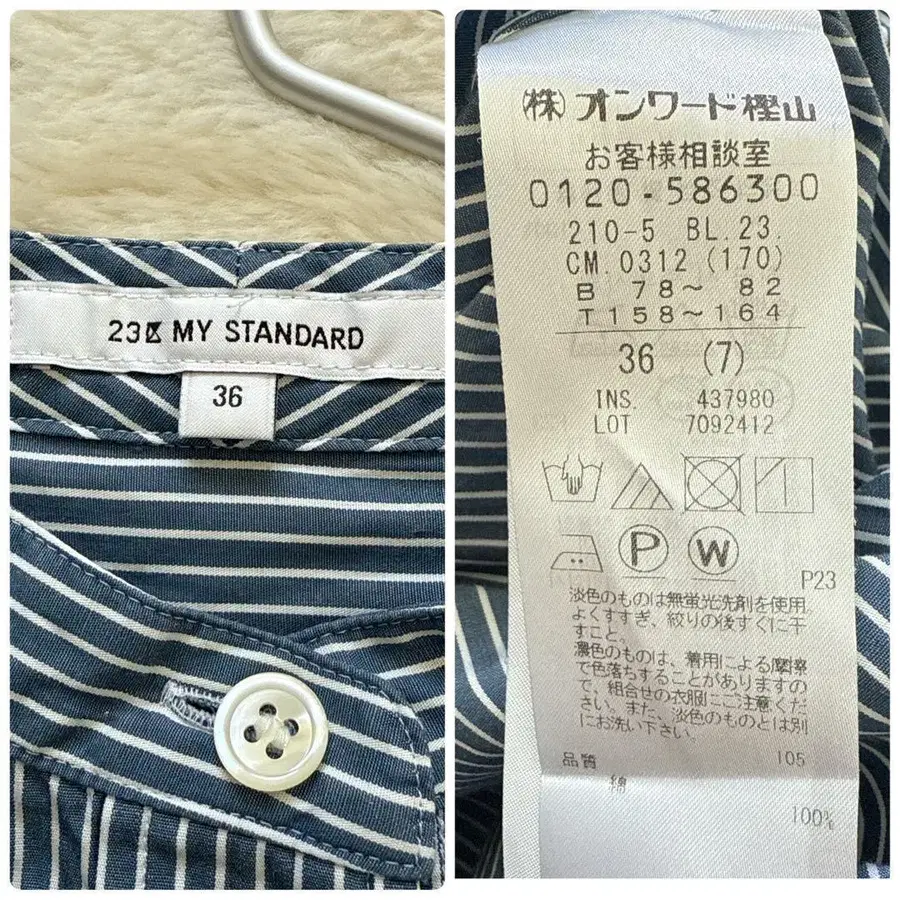 23区 MY STANDARD
36
(株)オンワード樫山
お客様相談室
0120-586300
210-5 BL.23.
CM.0312 (170)
B 78〜 82
T158〜164
36 (7)
INS. 437980
LOT 7092412
P W
P23
淡色のものは無蛍光洗剤を使用
よくすすぎ、絞りの後すぐに干
すこと。
濃色のものは、着用による摩擦
で色落ちすることがありますの
で、組合せの衣服にご注意くだ
さい。また、淡色のものとは別
にお洗い下さい。
品質 105
綿
100%